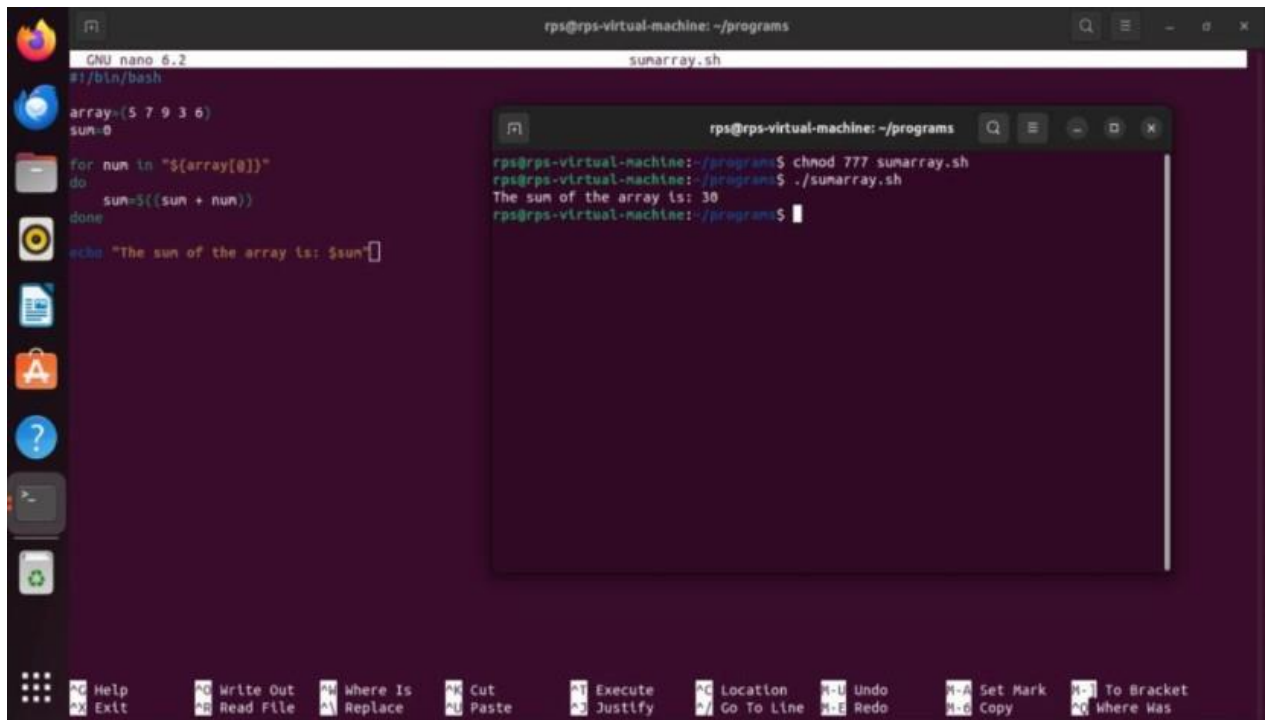 rps@rps-virtual-machine: ~/programs
GNU nano 6.2 sumarray.sh
#!/bin/bash
array=(5 7 9 3 6)
sum=0
for num in "${array[@]}"
do
sum=$((sum + num))
done
echo "The sum of the array is: $sum"
rps@rps-virtual-machine: ~/programs
rps@rps-virtual-machine:~/programs$ chmod 777 sumarray.sh
rps@rps-virtual-machine:~/programs$ ./sumarray.sh
The sum of the array is: 30
rps@rps-virtual-machine:~/programs$
^G Help ^O Write Out ^W Where Is ^K Cut ^T Execute ^C Location M-U Undo M-A Set Mark M-] To Bracket
^X Exit ^R Read File ^\ Replace ^U Paste ^J Justify ^/ Go To Line M-E Redo M-6 Copy ^Q Where Was